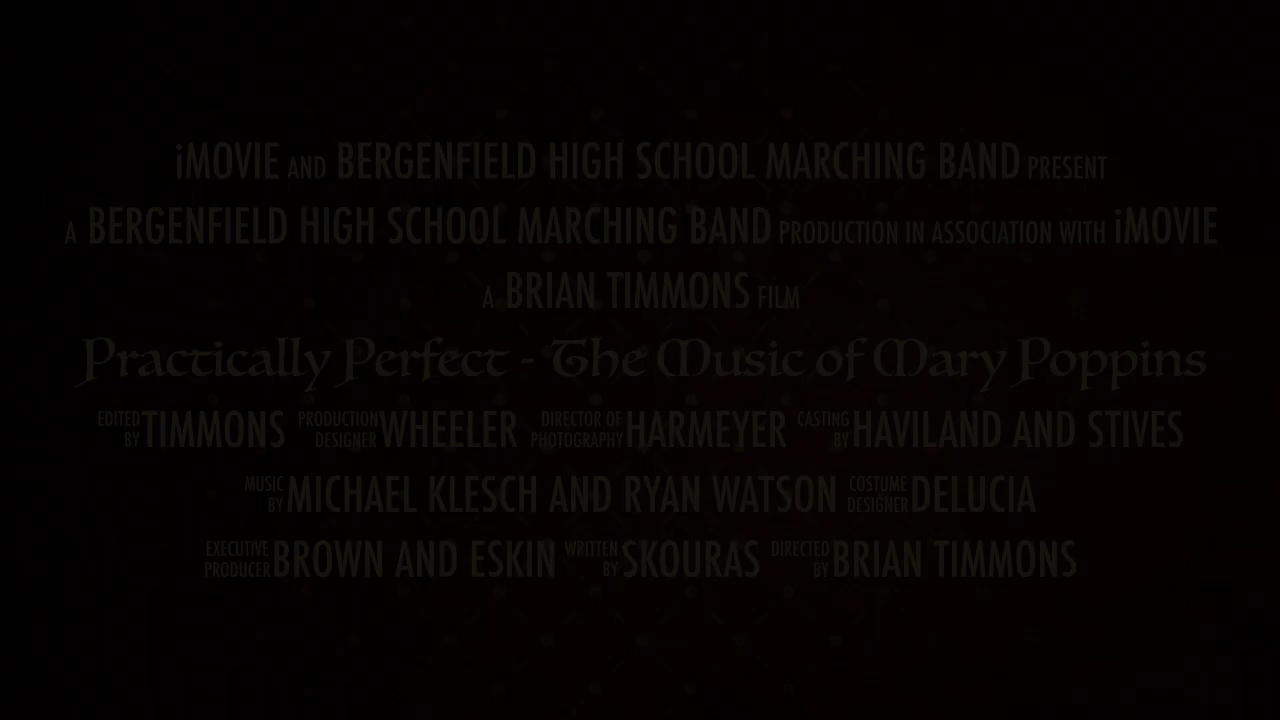 iMOVIE AND BERGENFIELD HIGH SCHOOL MARCHING BAND PRESENT
A BERGENFIELD HIGH SCHOOL MARCHING BAND PRODUCTION IN ASSOCIATION WITH iMOVIE
A BRIAN TIMMONS FILM
Practically Perfect - The Music of Mary Poppins
EDITED BY TIMMONS PRODUCTION DESIGNER WHEELER DIRECTOR OF PHOTOGRAPHY HARMEYER CASTING BY HAVILAND AND STIVES
MUSIC BY MICHAEL KLESCH AND RYAN WATSON COSTUME DESIGNER DELUCIA
EXECUTIVE PRODUCER BROWN AND ESKIN WRITTEN BY SKOURAS DIRECTED BY BRIAN TIMMONS